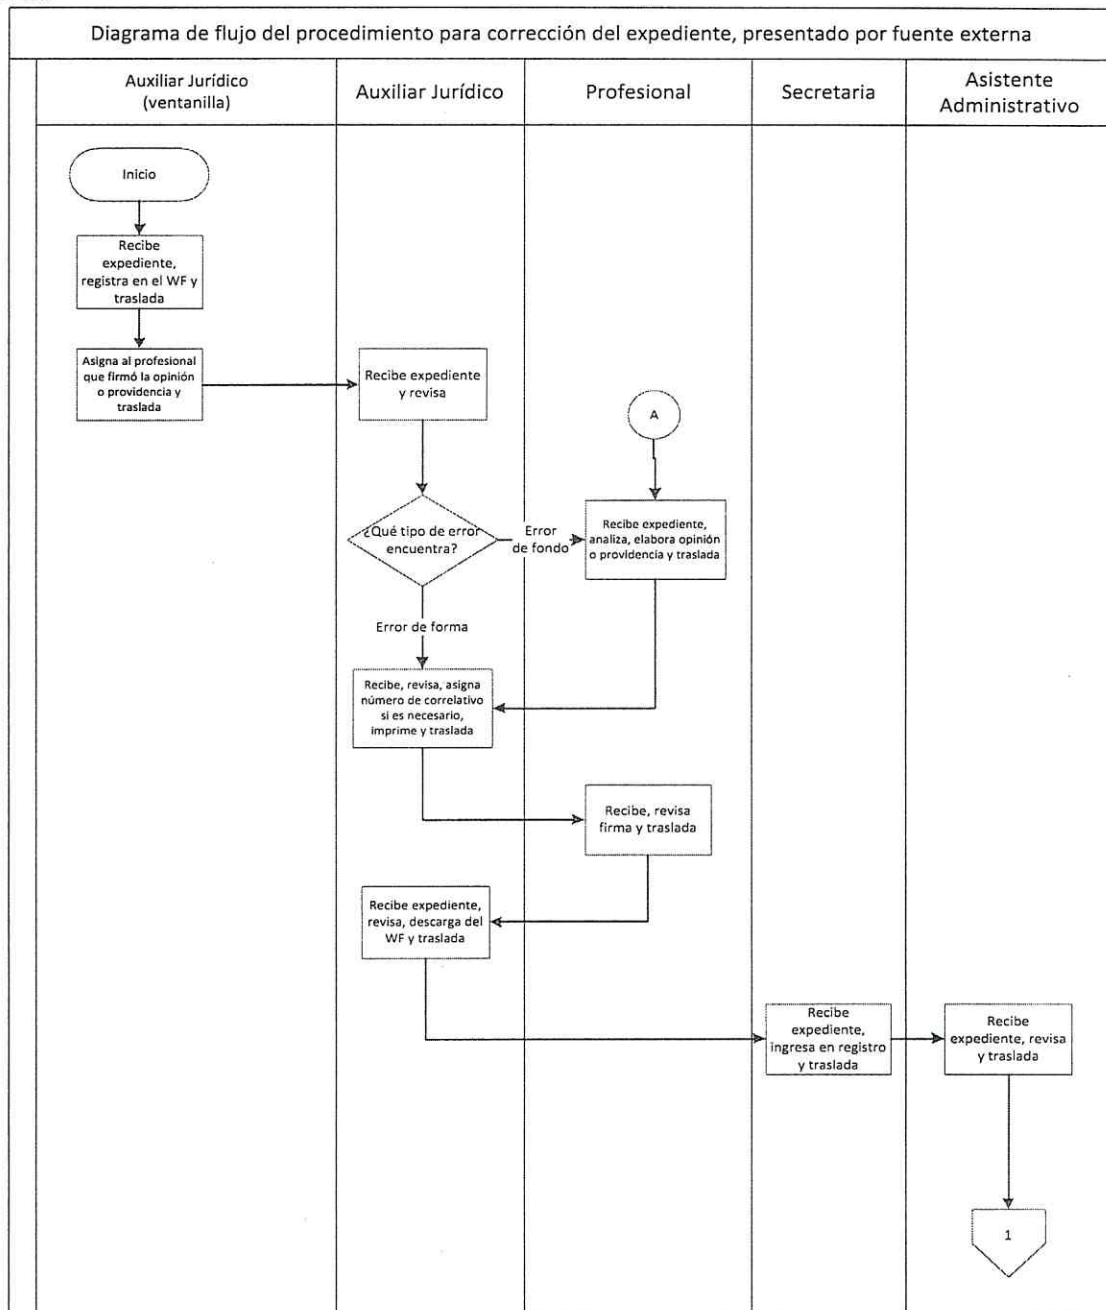 Diagrama de flujo del procedimiento para corrección del expediente, presentado por fuente externa
Auxiliar Jurídico
(ventanilla)
Auxiliar Jurídico
Profesional
Secretaria
Asistente
Administrativo
Inicio
Recibe
expediente,
registra en el WF y
traslada
Asigna al profesional
que firmó la opinión
o providencia y
traslada
Recibe expediente
y revisa
A
¿Qué tipo de error
encuentra?
Error
de fondo
Recibe expediente,
analiza, elabora opinión
o providencia y traslada
Error de forma
Recibe, revisa, asigna
número de correlativo
si es necesario,
imprime y traslada
Recibe, revisa
firma y traslada
Recibe expediente,
revisa, descarga del
WF y traslada
Recibe
expediente,
ingresa en registro
y traslada
Recibe
expediente, revisa
y traslada
1